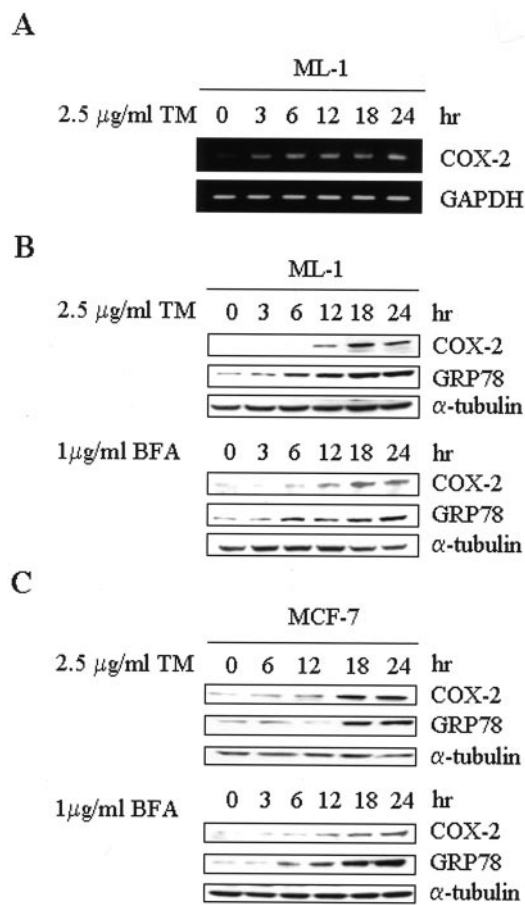 A
ML-1
2.5 μg/ml TM 0 3 6 12 18 24 hr
COX-2
GAPDH
B
ML-1
2.5 μg/ml TM 0 3 6 12 18 24 hr
COX-2
GRP78
α-tubulin
1μg/ml BFA 0 3 6 12 18 24 hr
COX-2
GRP78
α-tubulin
C
MCF-7
2.5 μg/ml TM 0 6 12 18 24 hr
COX-2
GRP78
α-tubulin
1μg/ml BFA 0 3 6 12 18 24 hr
COX-2
GRP78
α-tubulin